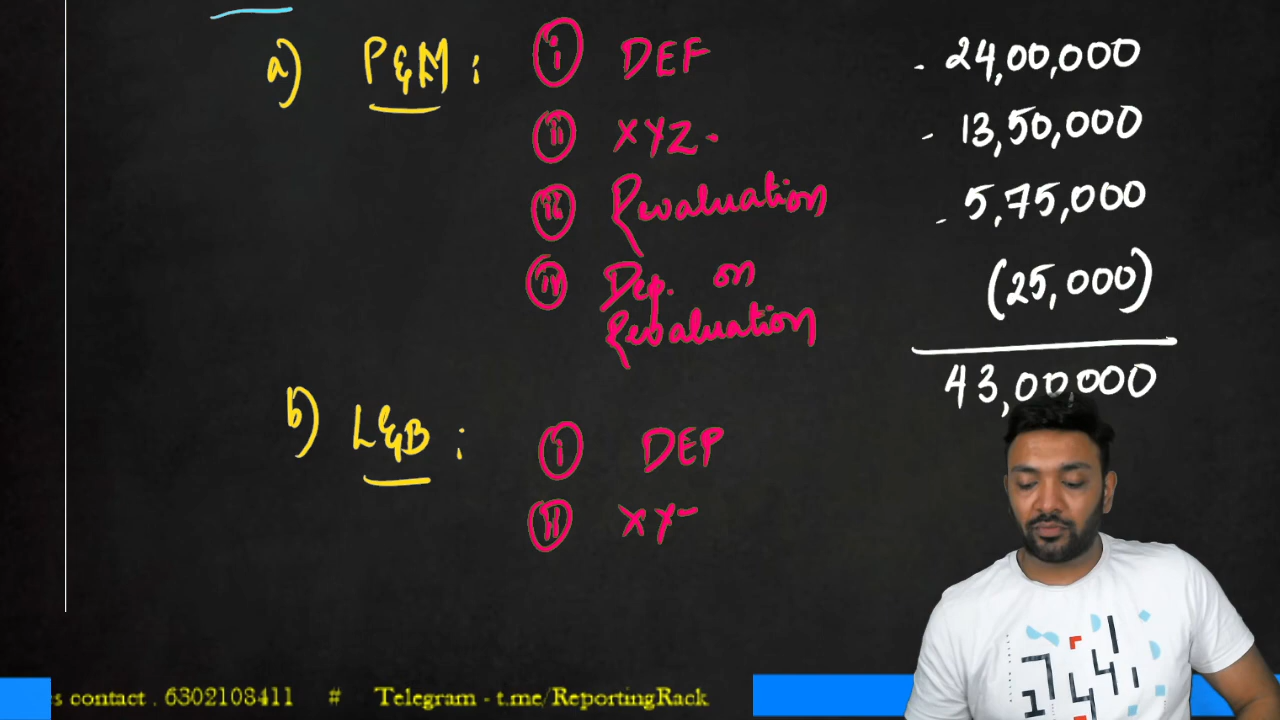 a) P&M : i DEF - 24,00,000
ii XYZ - - 13,50,000
iii Revaluation - 5,75,000
iv Dep. on Revaluation (25,000)
43,00,000
b) L&B : i DEP
ii XY-
s contact . 6302108411 # Telegram - t.me/ReportingRack